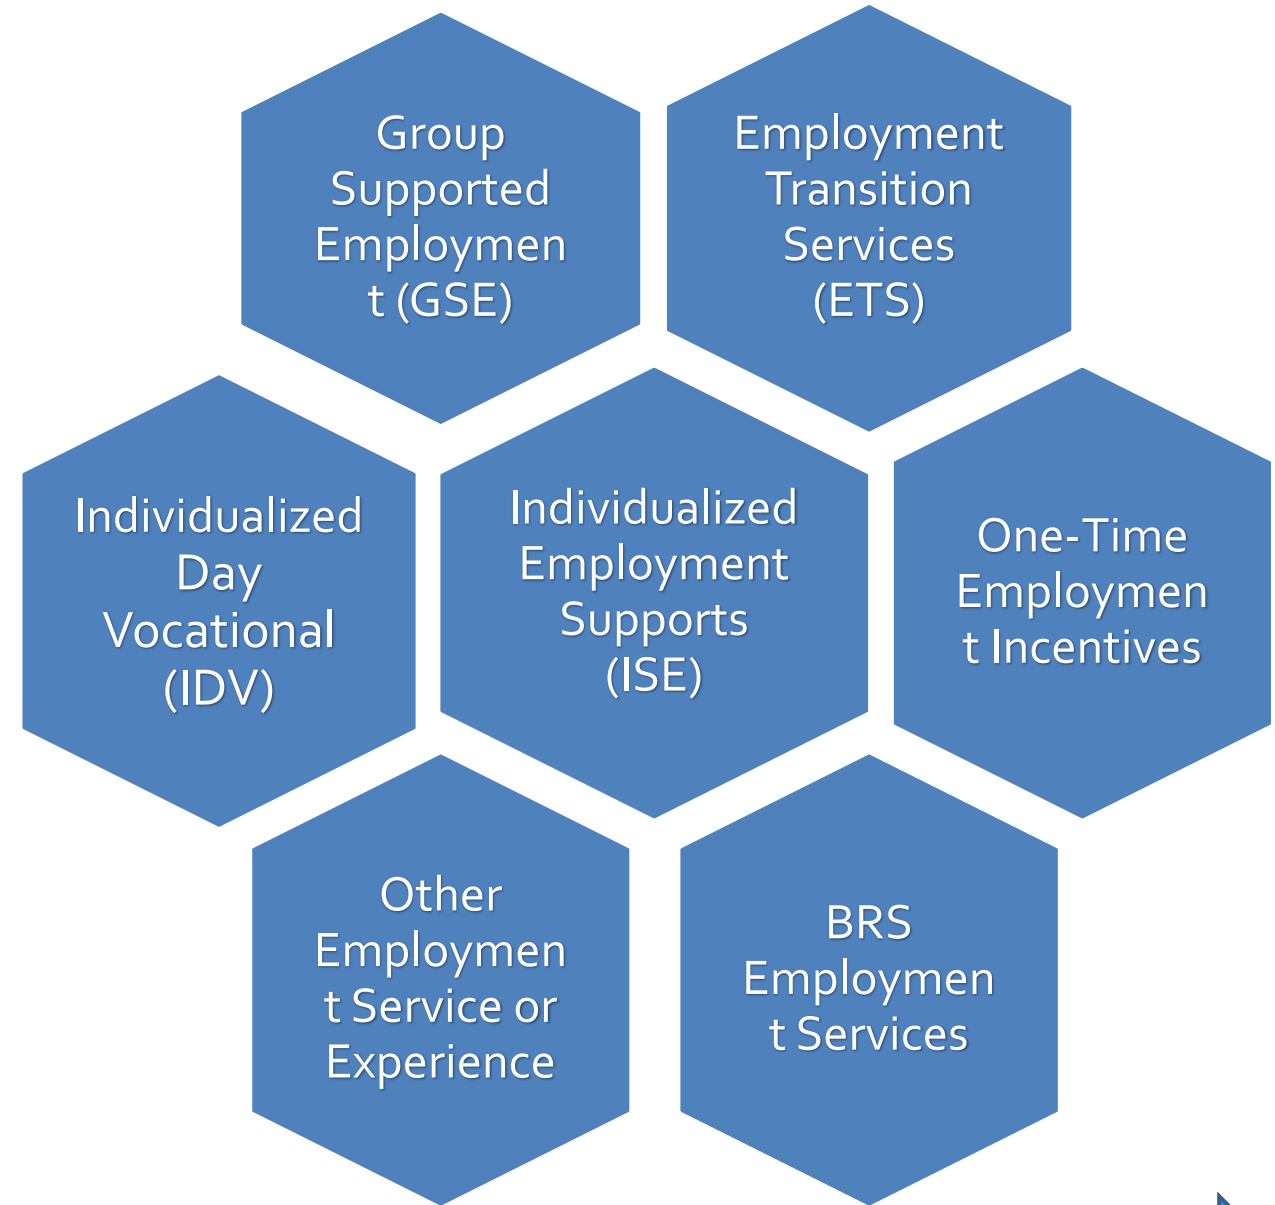 Group
Supported
Employmen
t (GSE)
Employment
Transition
Services
(ETS)
Individualized
Day
Vocational
(IDV)
Individualized
Employment
Supports
(ISE)
One-Time
Employmen
t Incentives
Other
Employmen
t Service or
Experience
BRS
Employmen
t Services